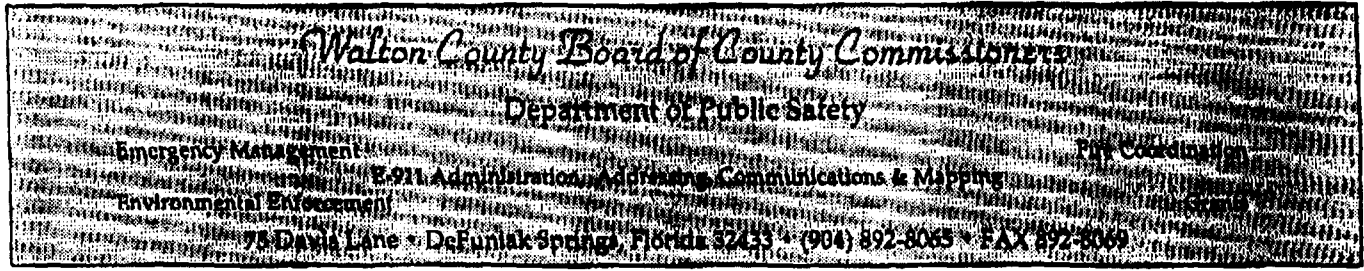 Walton County Board of County Commissioners
Department of Public Safety
Emergency Management
Fire Coordination
E-911 Administration, Addressing, Communications & Mapping
Environmental Enforcement
Grants
75 Davis Lane • DeFuniak Springs, Florida 32433 • (904) 892-8065 • FAX 892-8069